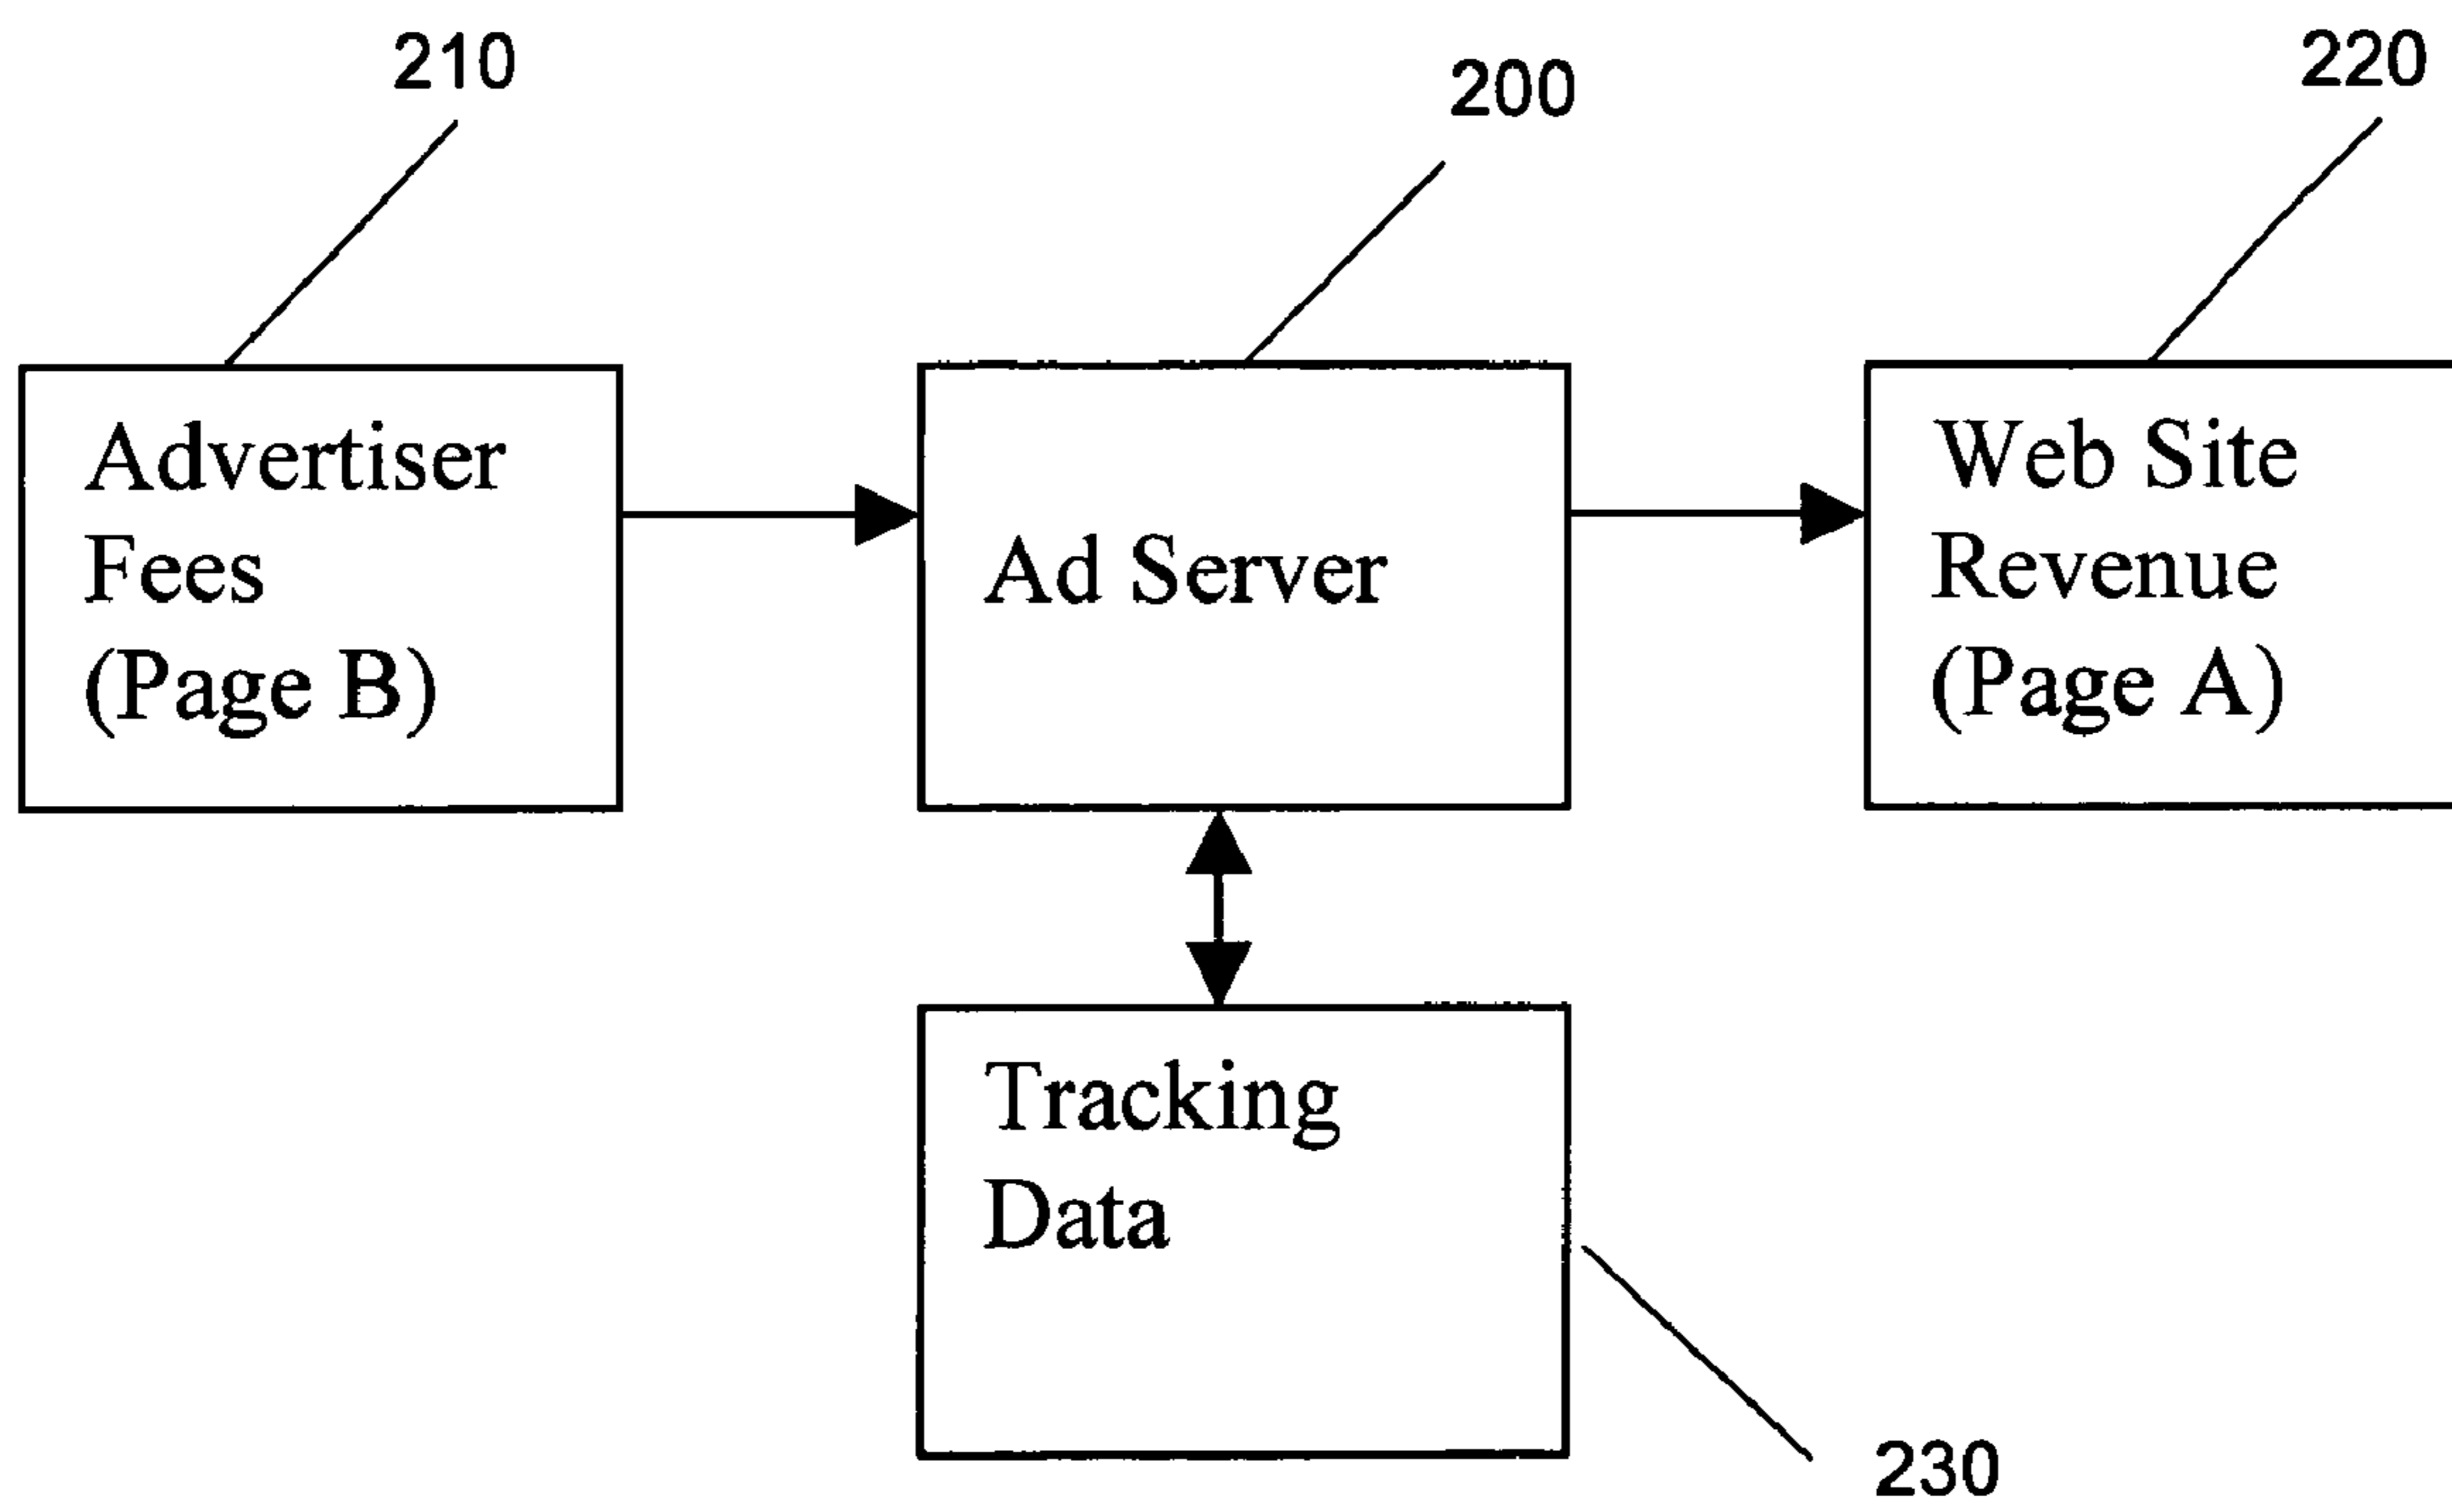 210
200
220
Advertiser
Fees
(Page B)
Ad Server
Web Site
Revenue
(Page A)
Tracking
Data
230